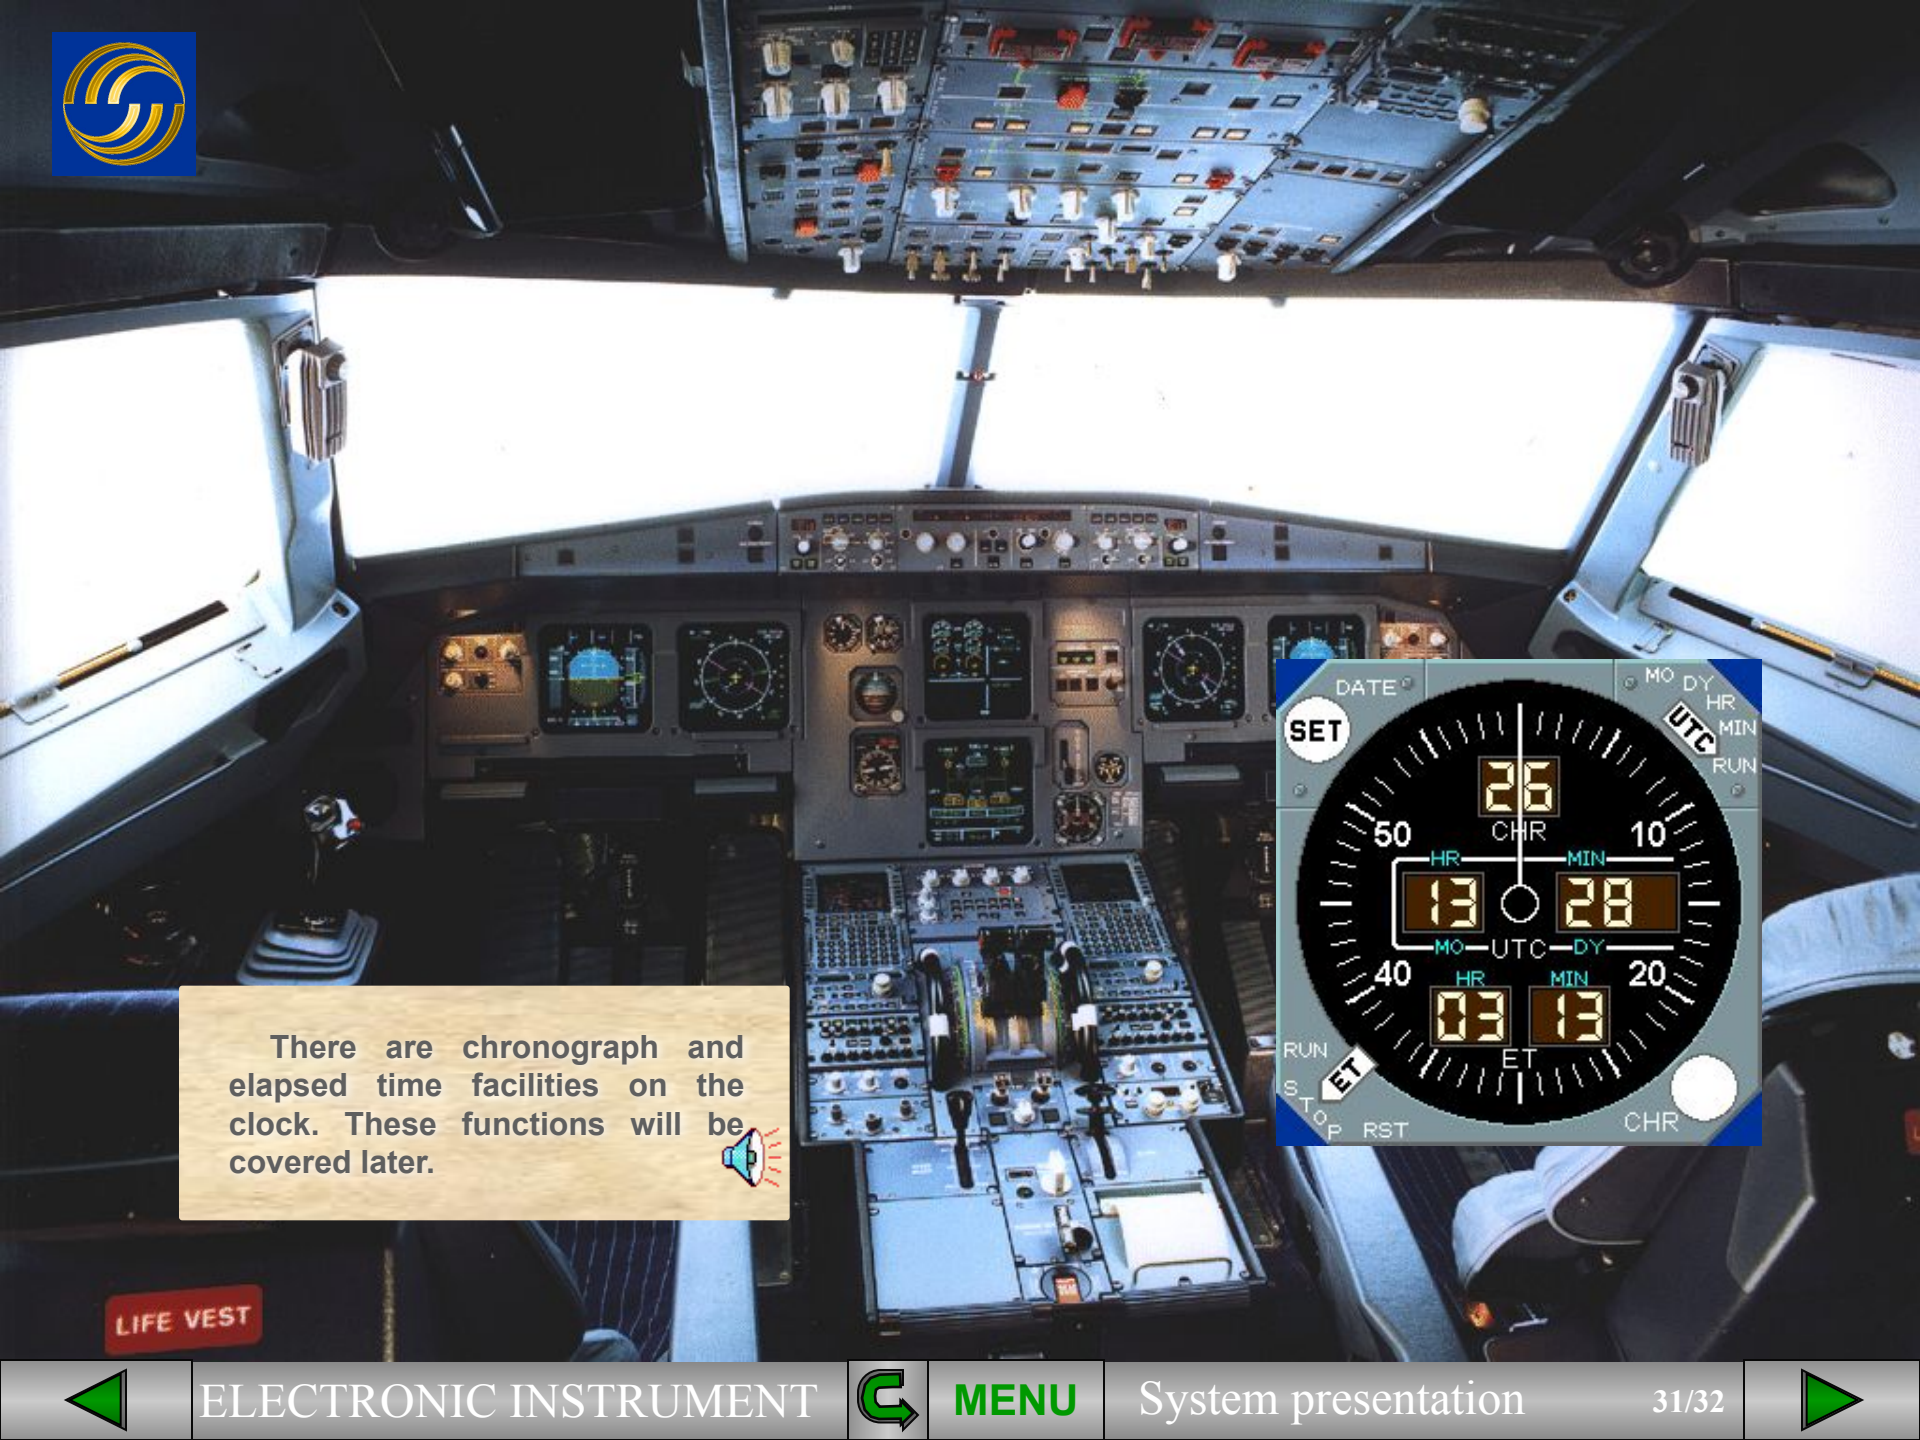 DATE
MO
DY
HR
MIN
RUN
SET
UTC
26
CHR
50
10
HR
MIN
13
28
MO
UTC
DY
40
20
HR
MIN
03
13
ET
RUN
ET
STOP
RST
CHR
There are chronograph and
elapsed time facilities on the
clock. These functions will be
covered later.
LIFE VEST
ELECTRONIC INSTRUMENT
MENU
System presentation
31/32